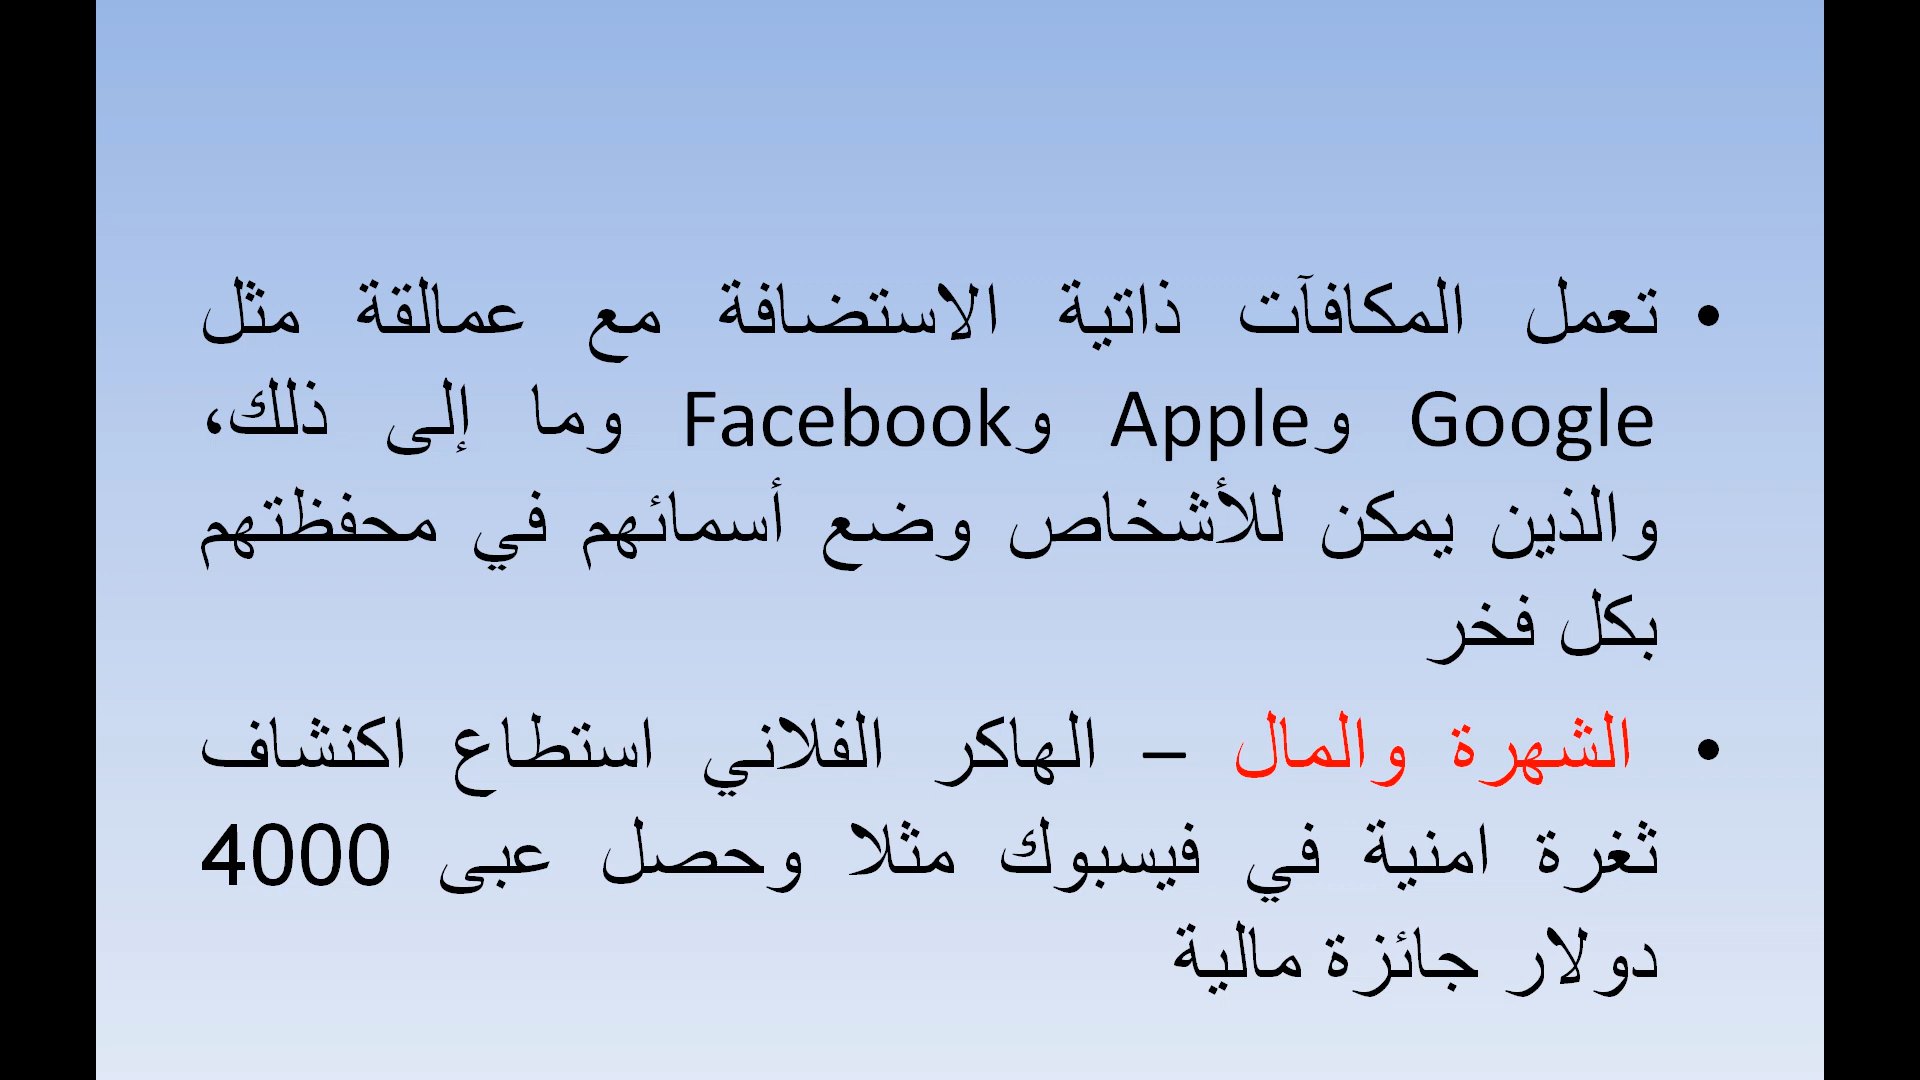 • تعمل المكافآت ذاتية الاستضافة مع عمالقة مثل
Google وApple وFacebook وما إلى ذلك،
والذين يمكن للأشخاص وضع أسمائهم في محفظتهم
بكل فخر
• الشهرة والمال – الهاكر الفلاني استطاع اكنشاف
ثغرة امنية في فيسبوك مثلا وحصل عبى 4000
دولار جائزة مالية